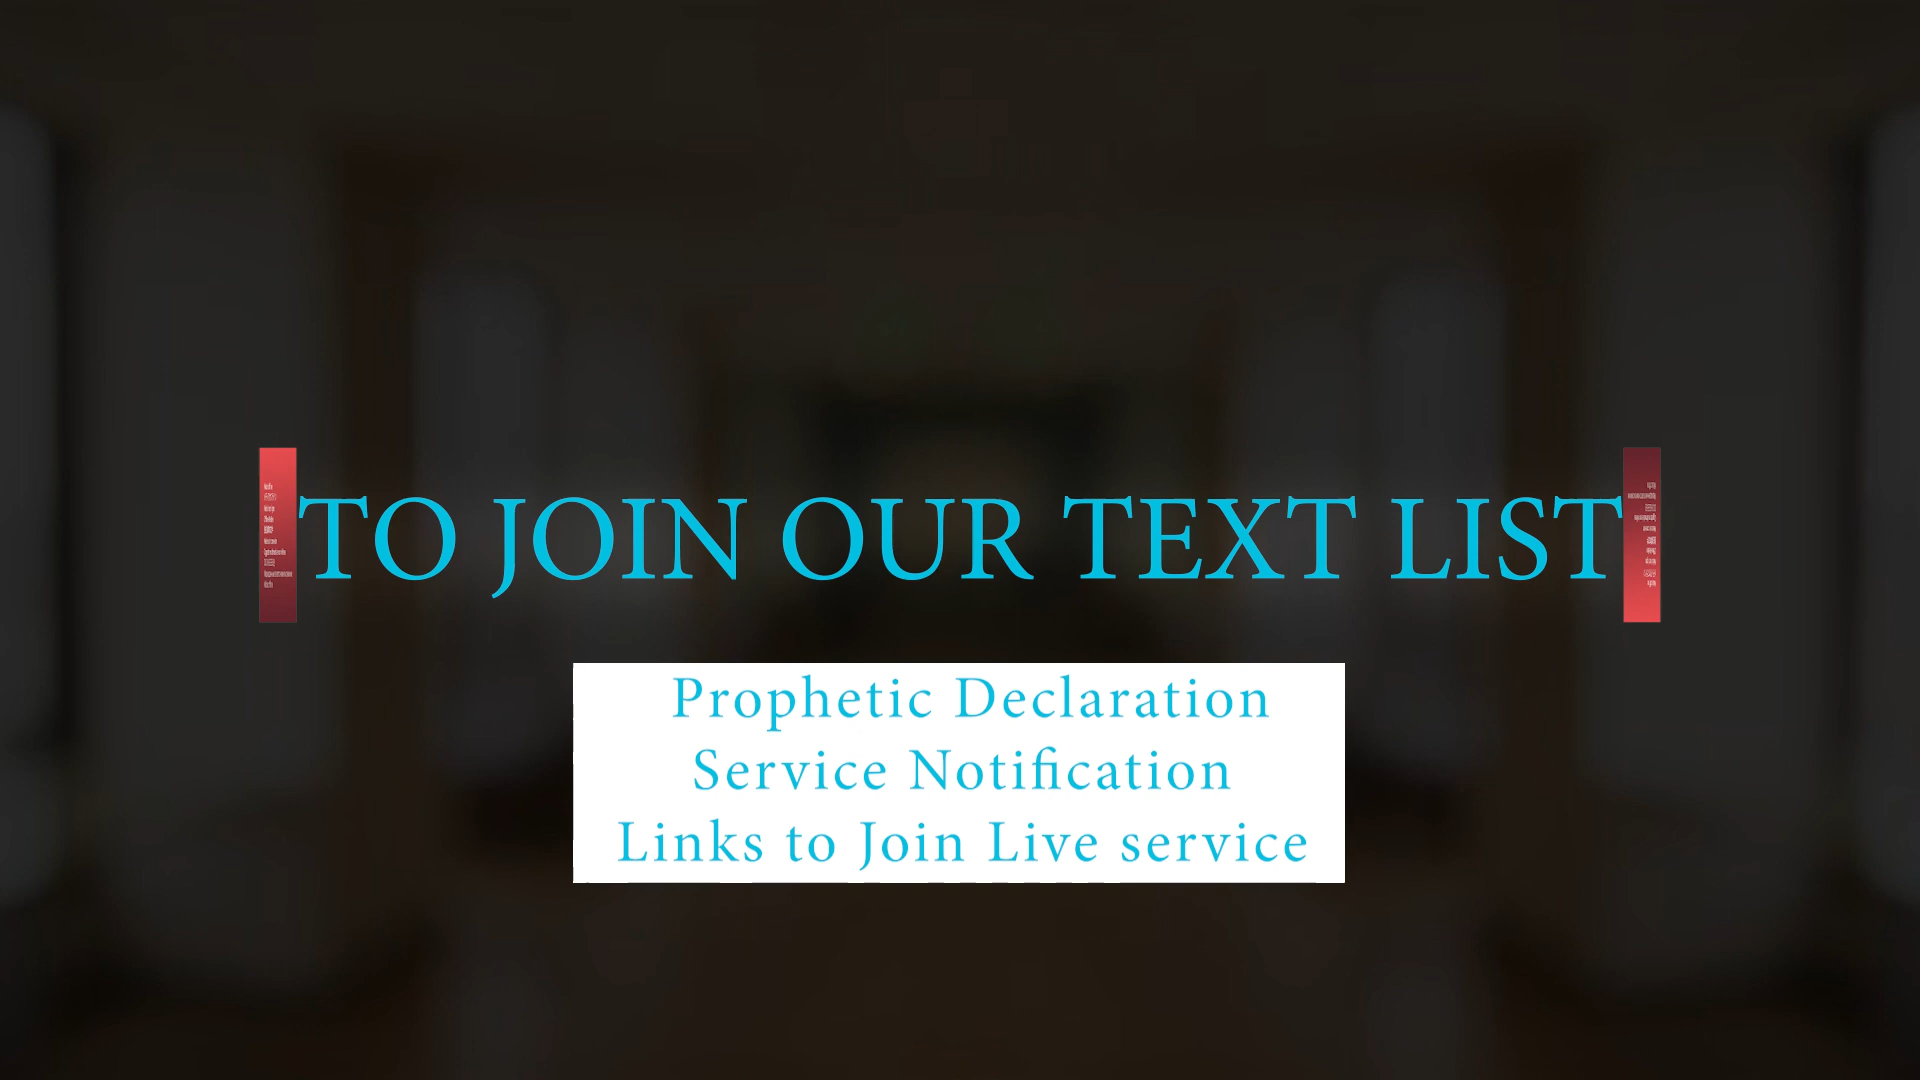 TO JOIN OUR TEXT LIST
Prophetic Declaration
Service Notification
Links to Join Live service